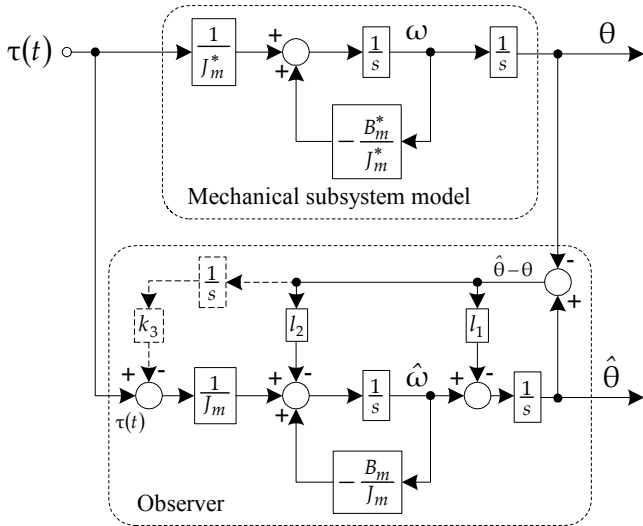 τ(t)
1
J*m
+
+
1
s
ω
1
s
θ
− B*m
J*m
Mechanical subsystem model
1
s
θ̂−θ
-
+
k3
l2
l1
+
-
τ(t)
1
Jm
+
-
+
1
s
ω̂
+
-
1
s
θ̂
− Bm
Jm
Observer